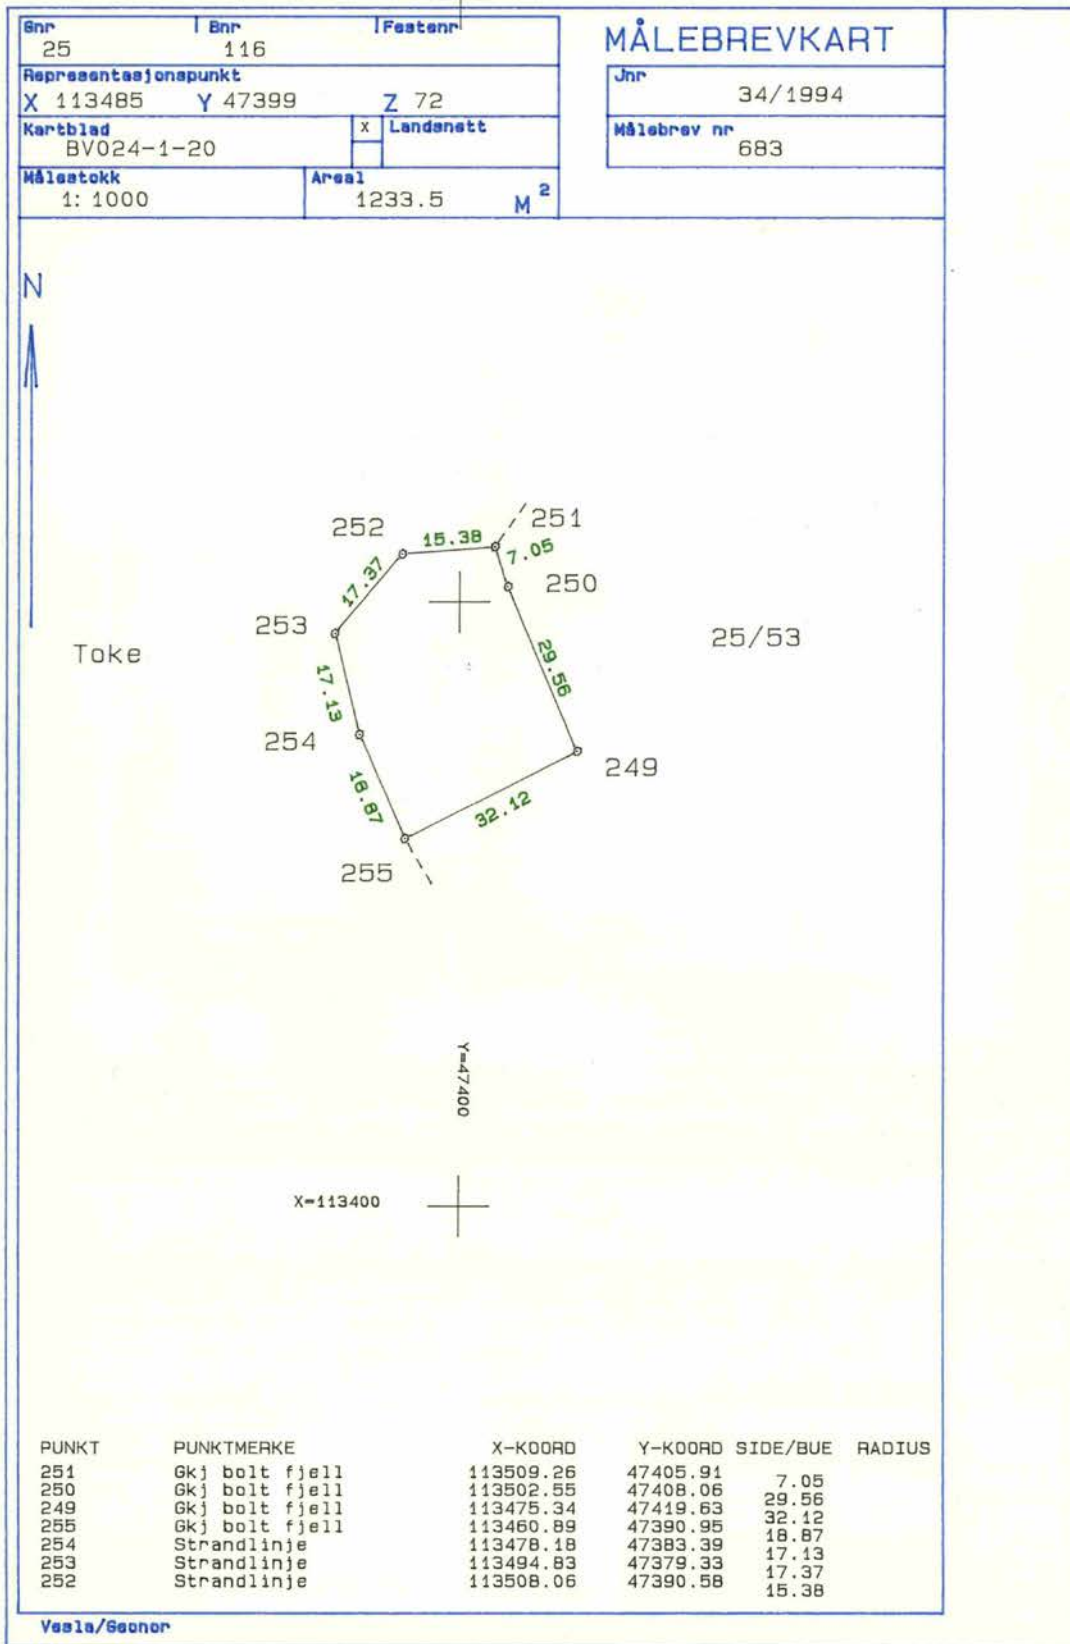 Gnr Bnr Festenr
25 116
MÅLEBREVKART
Representasjonspunkt
X 113485 Y 47399 Z 72
Jnr
34/1994
Kartblad x Landsnett
BV024-1-20
Målebrev nr
683
Målestokk Areal
1: 1000 1233.5 M²
N
252 15.38 251
7.05
17.37 250
253
Toke
25/53
29.56
17.13
254
249
18.87
32.12
255
Y=47400
X=113400
PUNKT PUNKTMERKE X-KOORD Y-KOORD SIDE/BUE RADIUS
251 Gkj bolt fjell 113509.26 47405.91 7.05
250 Gkj bolt fjell 113502.55 47408.06 29.56
249 Gkj bolt fjell 113475.34 47419.63 32.12
255 Gkj bolt fjell 113460.89 47390.95 18.87
254 Strandlinje 113478.18 47383.39 17.13
253 Strandlinje 113494.83 47379.33 17.37
252 Strandlinje 113508.06 47390.58 15.38
Vesla/Geonor